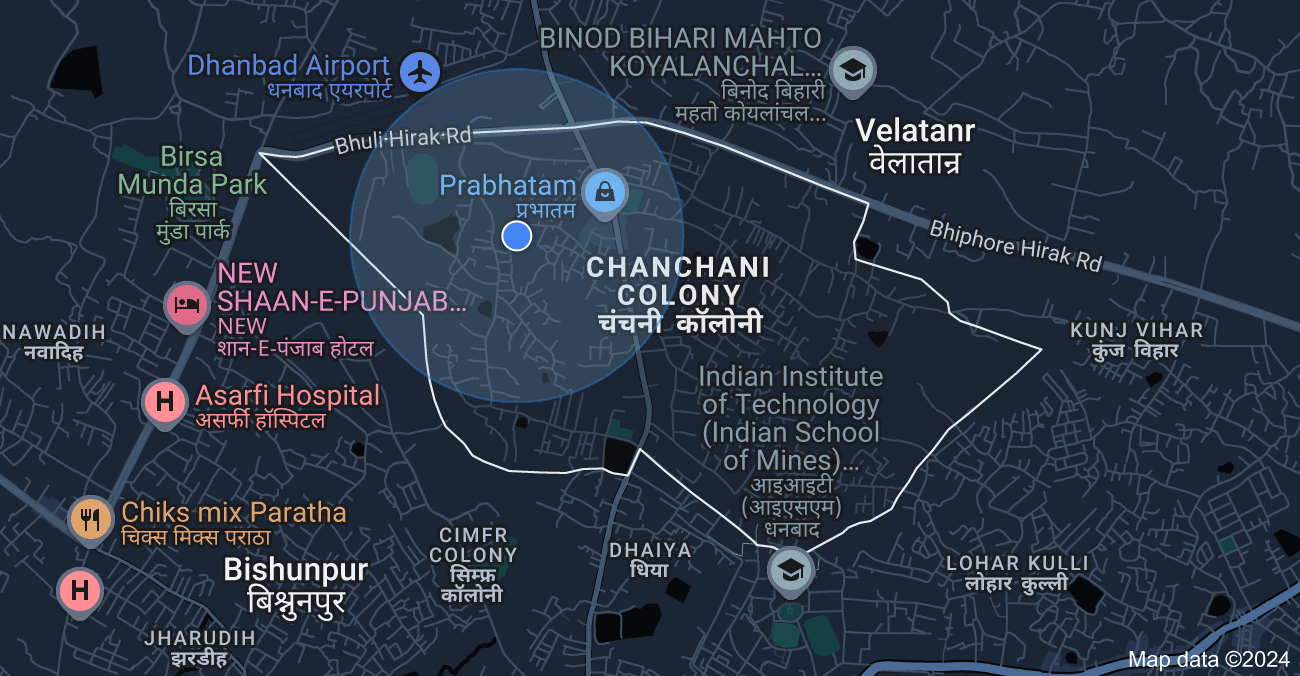 BINOD BIHARI MAHTO
KOYALANCHAL...
बिनोद बिहारी
महतो कोयलांचल...
Dhanbad Airport
धनबाद एयरपोर्ट
Velatanr
वेलातान्र
Bhuli Hirak Rd
Birsa
Munda Park
बिरसा
मुंडा पार्क
Prabhatam
प्रभातम
Bhiphore Hirak Rd
NEW
SHAAN-E-PUNJAB...
NEW
शान-E-पंजाब होटल
CHANCHANI
COLONY
चंचनी कॉलोनी
NAWADIH
नवादिह
KUNJ VIHAR
कुंज विहार
Asarfi Hospital
असर्फी हॉस्पिटल
H
Indian Institute
of Technology
(Indian School
of Mines)...
आइआइटी
(आइएसएम)
धनबाद
Chiks mix Paratha
चिक्स मिक्स पराठा
CIMFR
COLONY
सिम्फ्र
कॉलोनी
DHAIYA
धिया
LOHAR KULLI
लोहार कुल्ली
Bishunpur
बिश्नुनपुर
H
JHARUDIH
झरडीह
Map data ©2024